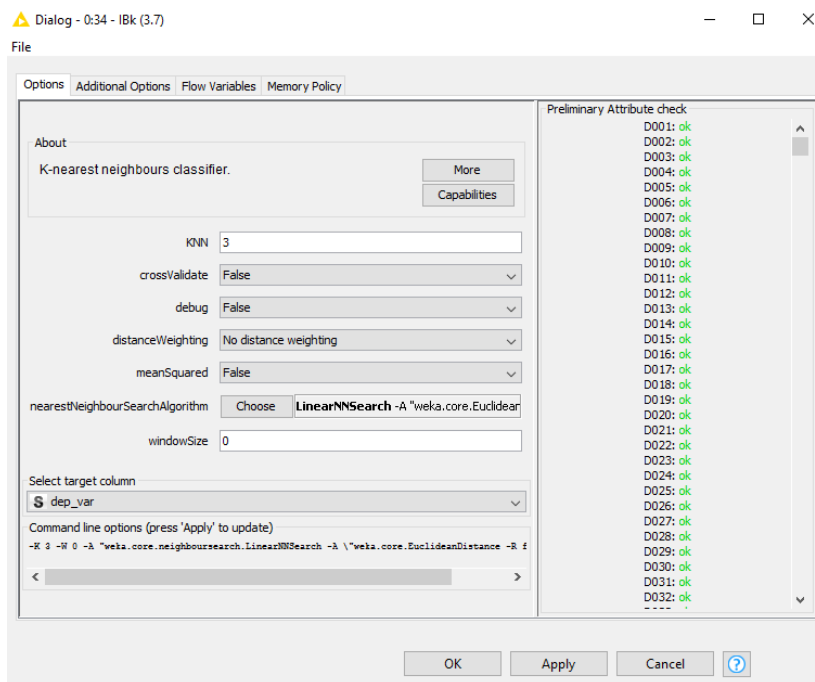 Dialog - 0:34 - IBk (3.7)
File
Options Additional Options Flow Variables Memory Policy
About
K-nearest neighbours classifier.
More
Capabilities
KNN 3
crossValidate False
debug False
distanceWeighting No distance weighting
meanSquared False
nearestNeighbourSearchAlgorithm Choose LinearNNSearch -A "weka.core.Euclidear
windowSize 0
Select target column
S dep_var
Command line options (press 'Apply' to update)
-K 3 -W 0 -A "weka.core.neighboursearch.LinearNNSearch -A \"weka.core.EuclideanDistance -R f
Preliminary Attribute check
D001: ok
D002: ok
D003: ok
D004: ok
D005: ok
D006: ok
D007: ok
D008: ok
D009: ok
D010: ok
D011: ok
D012: ok
D013: ok
D014: ok
D015: ok
D016: ok
D017: ok
D018: ok
D019: ok
D020: ok
D021: ok
D022: ok
D023: ok
D024: ok
D025: ok
D026: ok
D027: ok
D028: ok
D029: ok
D030: ok
D031: ok
D032: ok
OK Apply Cancel ?